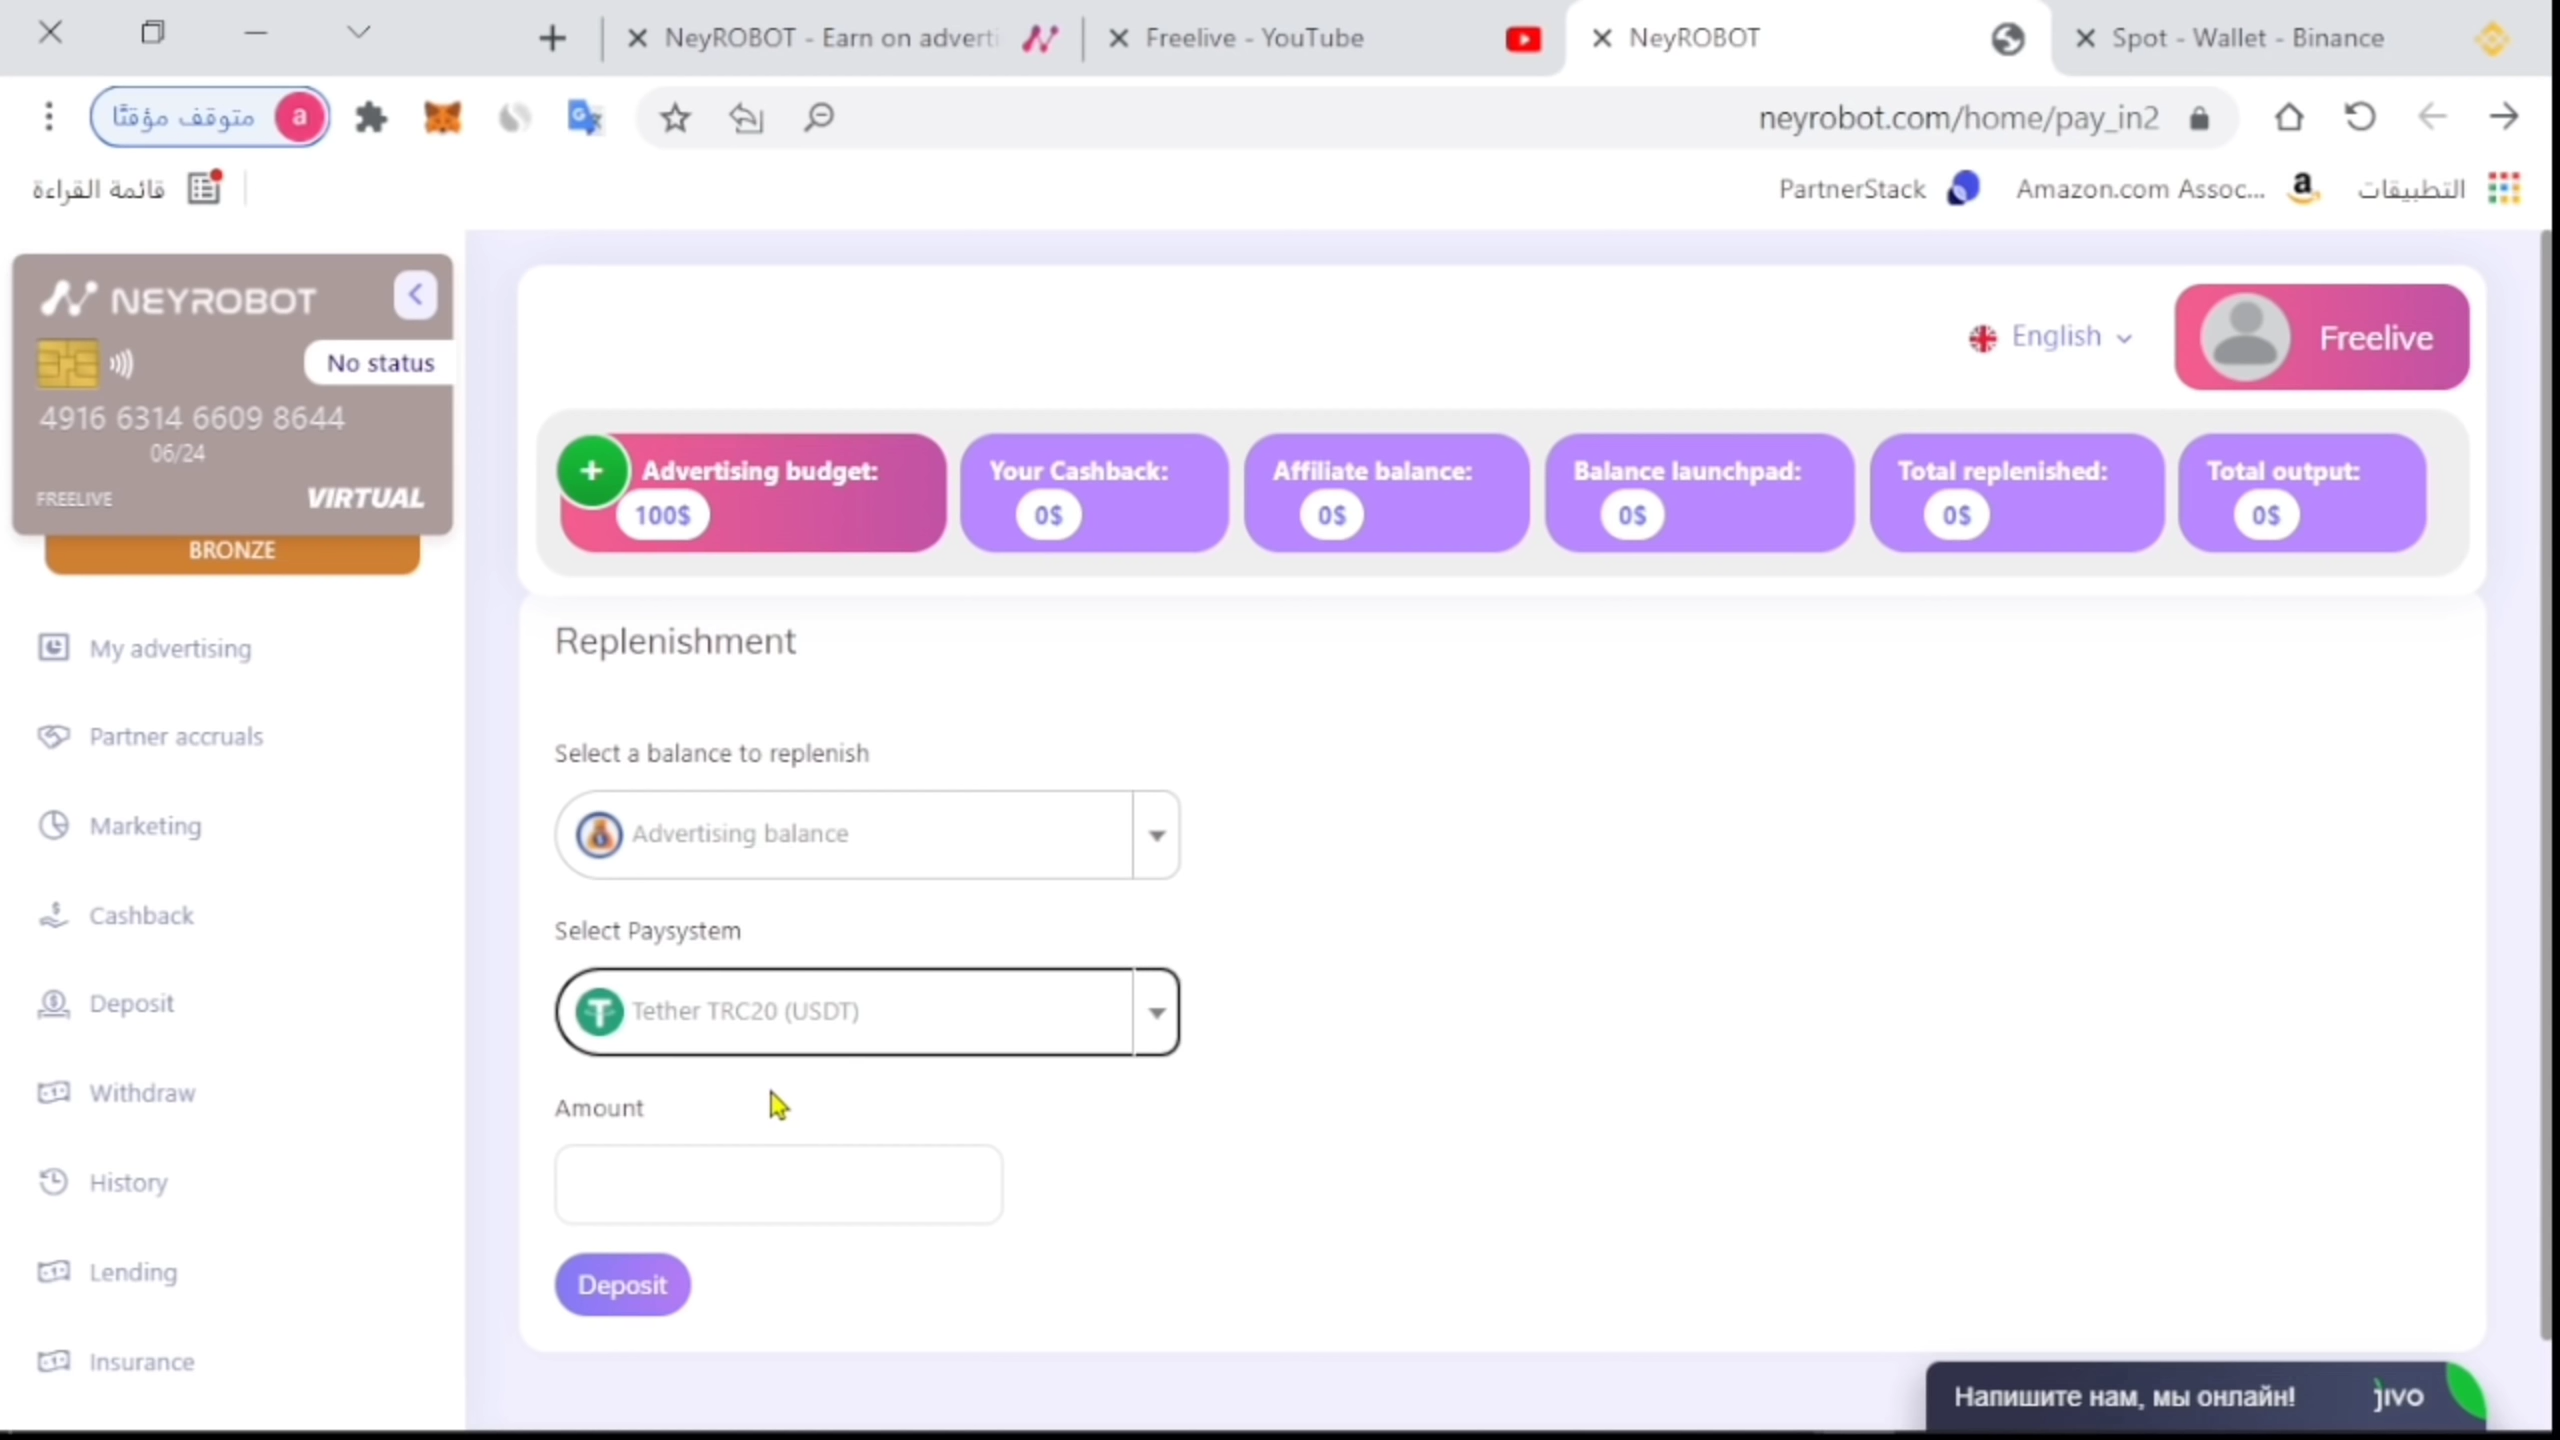 NeyROBOT - Earn on adverti
Freelive - YouTube
NeyROBOT
Spot - Wallet - Binance
متوقف مؤقتًا
a
neyrobot.com/home/pay_in2
قائمة القراءة
PartnerStack
Amazon.com Assoc...
التطبيقات
NEYROBOT
No status
4916 6314 6609 8644
06/24
FREELIVE
VIRTUAL
BRONZE
My advertising
Partner accruals
Marketing
Cashback
Deposit
Withdraw
History
Lending
Insurance
English
Freelive
Advertising budget:
100$
Your Cashback:
0$
Affiliate balance:
0$
Balance launchpad:
0$
Total replenished:
0$
Total output:
0$
Replenishment
Select a balance to replenish
Advertising balance
Select Paysystem
Tether TRC20 (USDT)
Amount
Deposit
Напишите нам, мы онлайн!
jivo